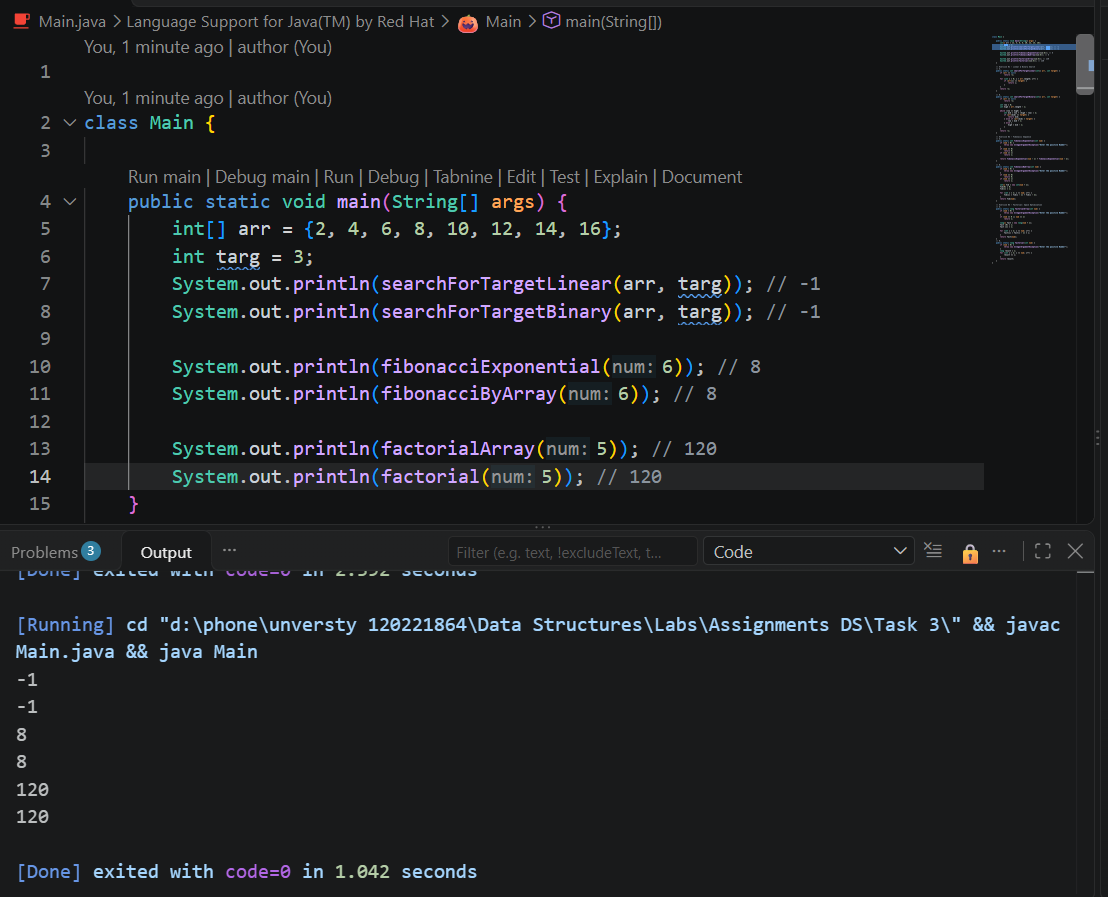 Main.java > Language Support for Java(TM) by Red Hat > Main > main(String[])
You, 1 minute ago | author (You)
1
You, 1 minute ago | author (You)
2 class Main {
3
Run main | Debug main | Run | Debug | Tabnine | Edit | Test | Explain | Document
4 public static void main(String[] args) {
5 int[] arr = {2, 4, 6, 8, 10, 12, 14, 16};
6 int targ = 3;
7 System.out.println(searchForTargetLinear(arr, targ)); // -1
8 System.out.println(searchForTargetBinary(arr, targ)); // -1
9
10 System.out.println(fibonacciExponential(num: 6)); // 8
11 System.out.println(fibonacciByArray(num: 6)); // 8
12
13 System.out.println(factorialArray(num: 5)); // 120
14 System.out.println(factorial(num: 5)); // 120
15 }
Problems 3 Output ... Filter (e.g. text, !excludeText, t... Code
[Done] exited with code=0 in 2.592 seconds
[Running] cd "d:\phone\unversty 120221864\Data Structures\Labs\Assignments DS\Task 3\" && javac
Main.java && java Main
-1
-1
8
8
120
120
[Done] exited with code=0 in 1.042 seconds